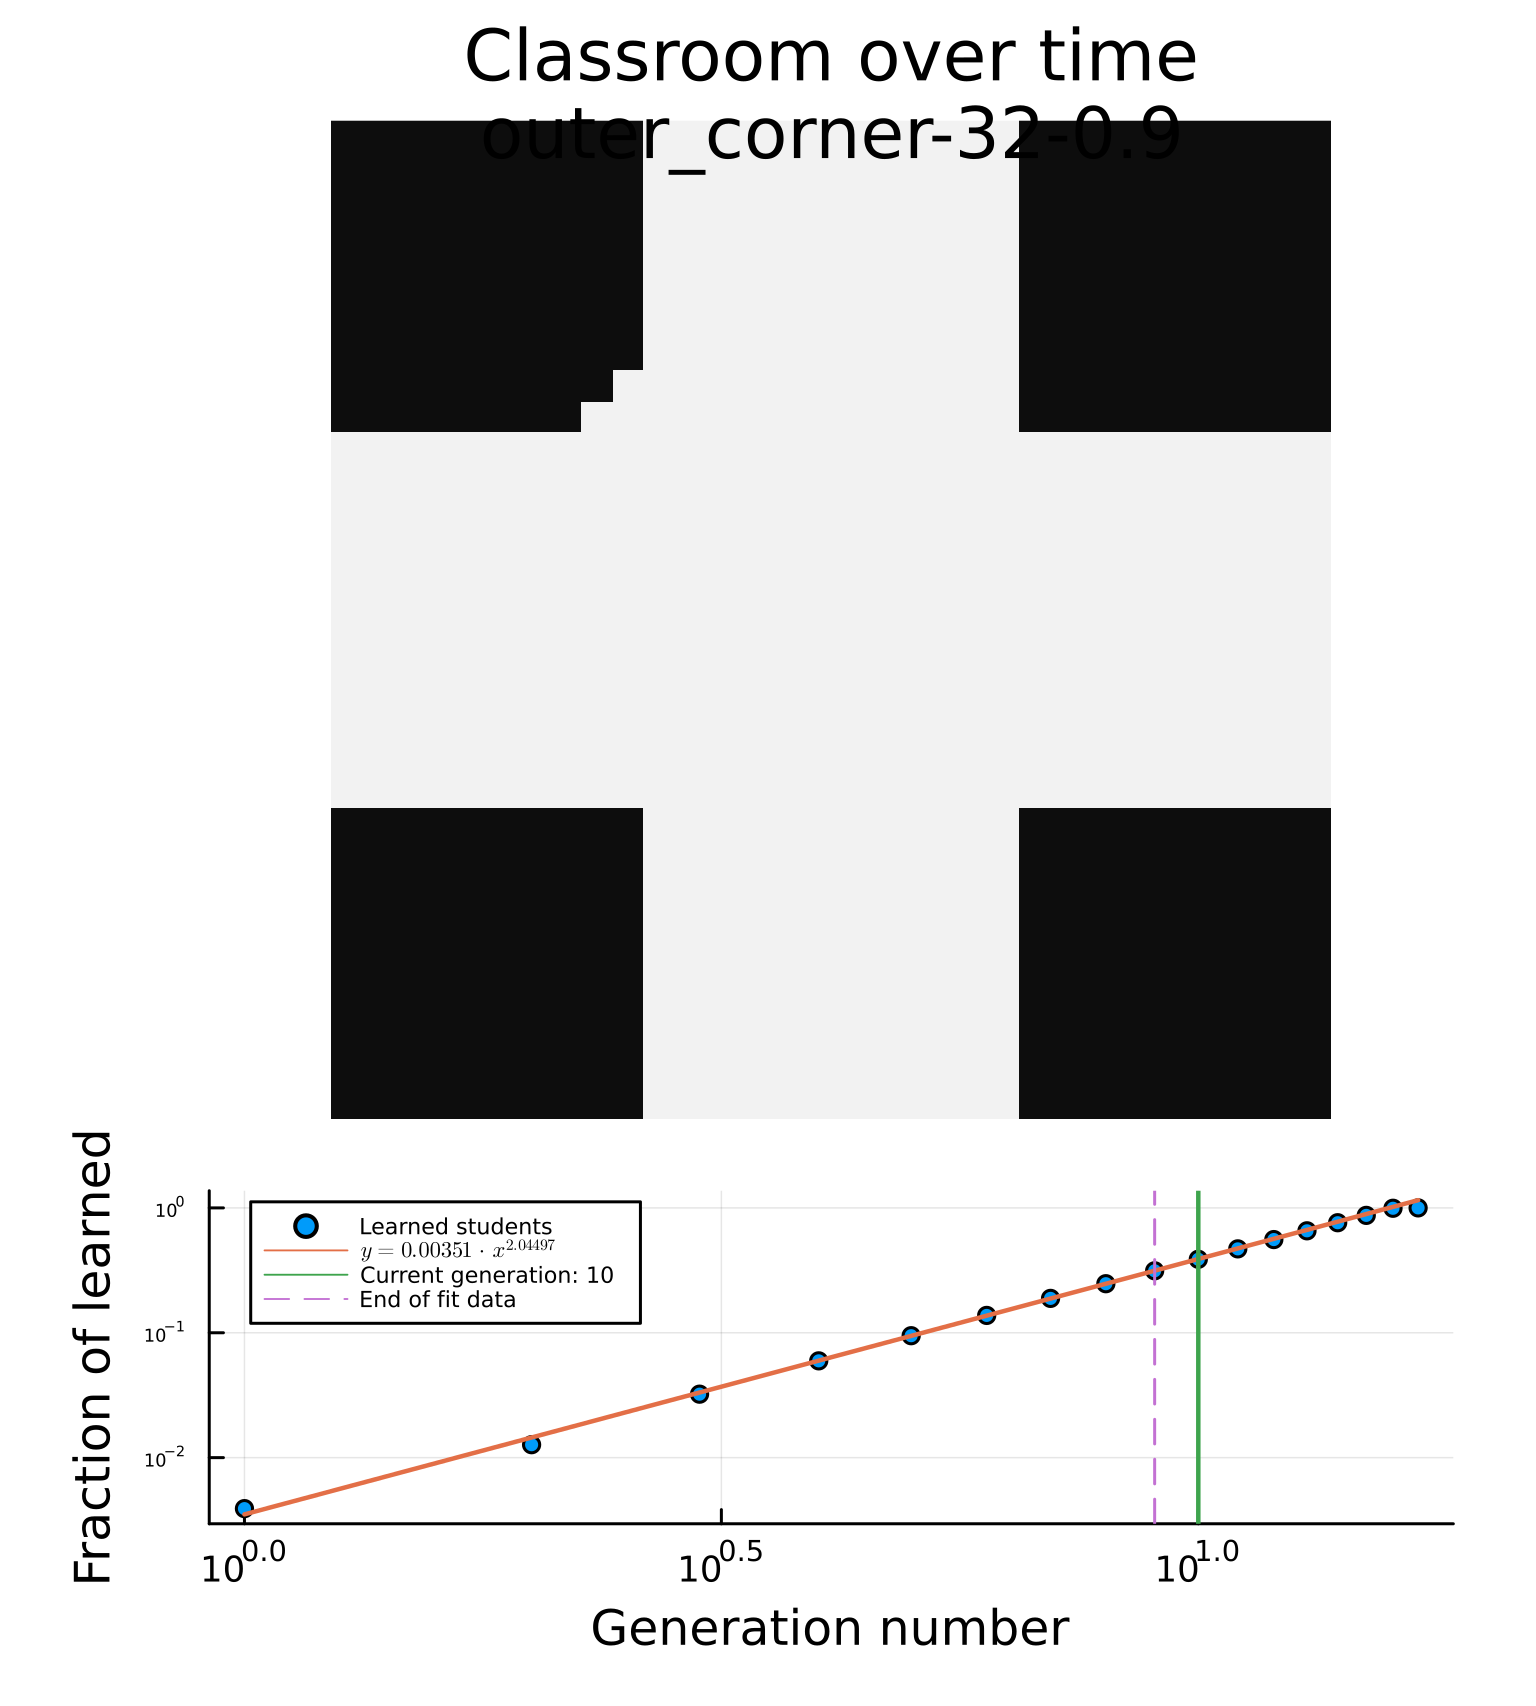 Classroom over time
outer_corner-32-0.9
Fraction of learned
10^0
10^−1
10^−2
Learned students
y = 0.00351 · x^2.04497
Current generation: 10
End of fit data
10^0.0
10^0.5
10^1.0
Generation number